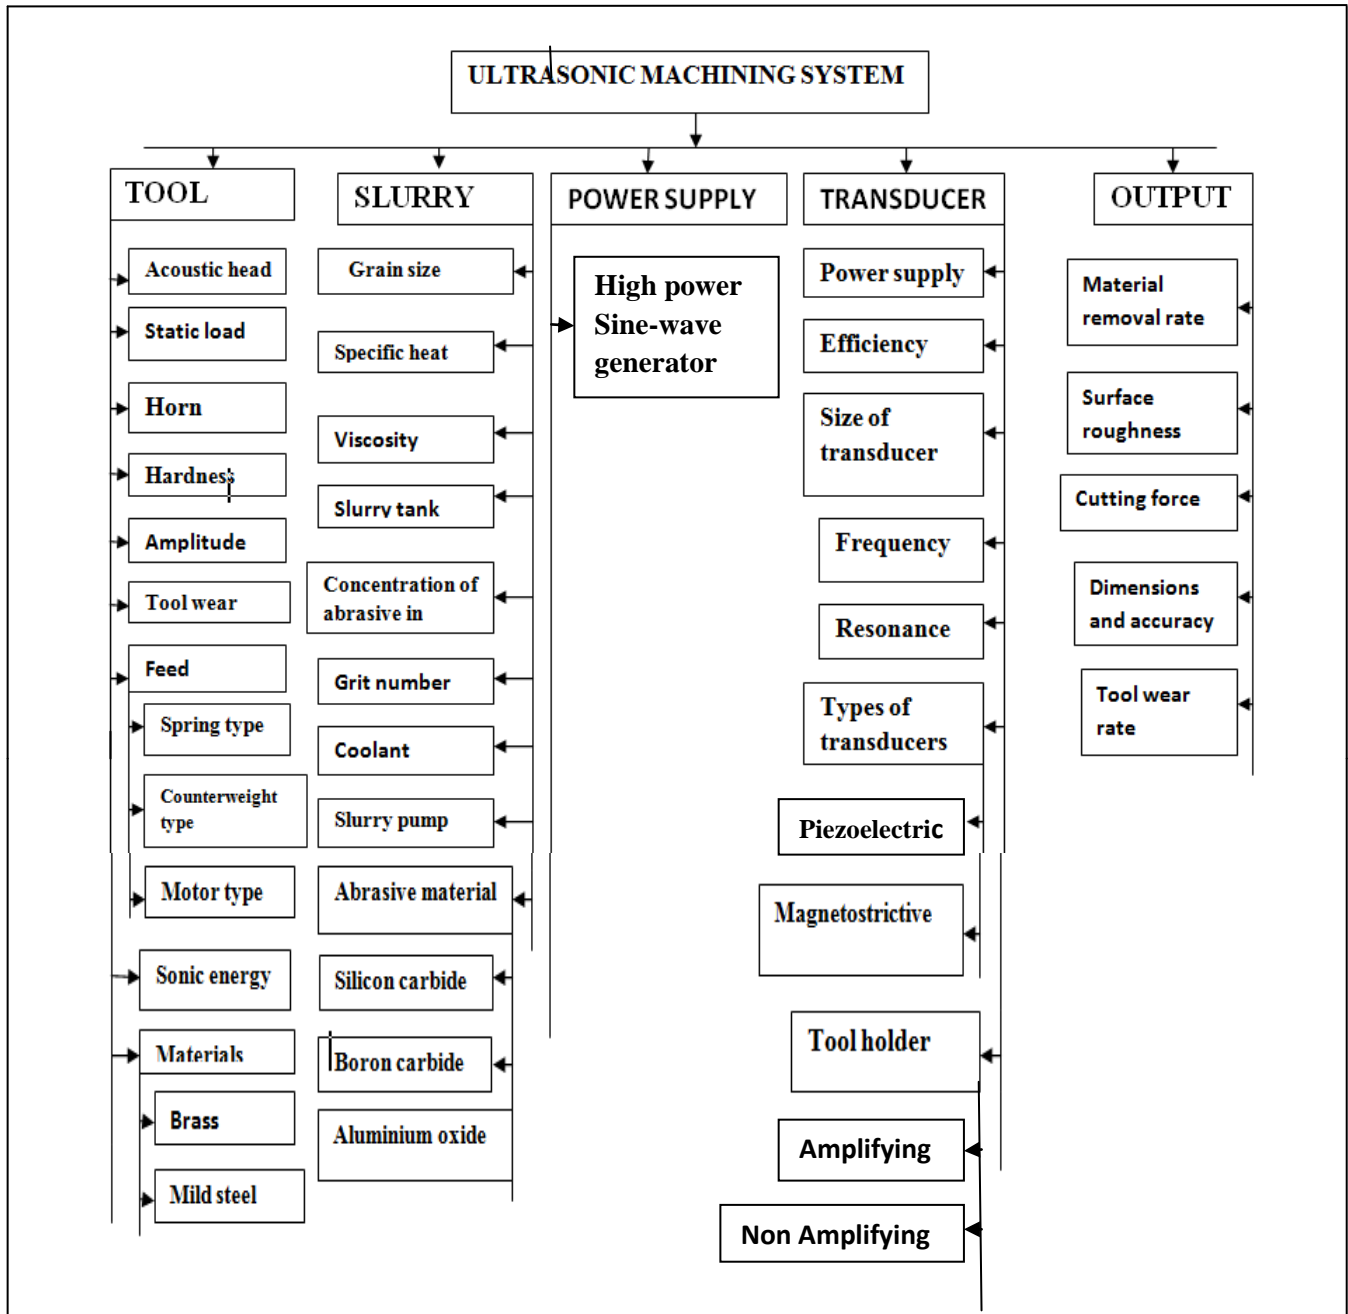 ULTRASONIC MACHINING SYSTEM
TOOL
Acoustic head
Static load
Horn
Hardness
Amplitude
Tool wear
Feed
Spring type
Counterweight
type
Motor type
Sonic energy
Materials
Brass
Mild steel
SLURRY
Grain size
Specific heat
Viscosity
Slurry tank
Concentration of
abrasive in
Grit number
Coolant
Slurry pump
Abrasive material
Silicon carbide
Boron carbide
Aluminium oxide
POWER SUPPLY
High power
Sine-wave
generator
TRANSDUCER
Power supply
Efficiency
Size of
transducer
Frequency
Resonance
Types of
transducers
Piezoelectric
Magnetostrictive
Tool holder
Amplifying
Non Amplifying
OUTPUT
Material
removal rate
Surface
roughness
Cutting force
Dimensions
and accuracy
Tool wear
rate